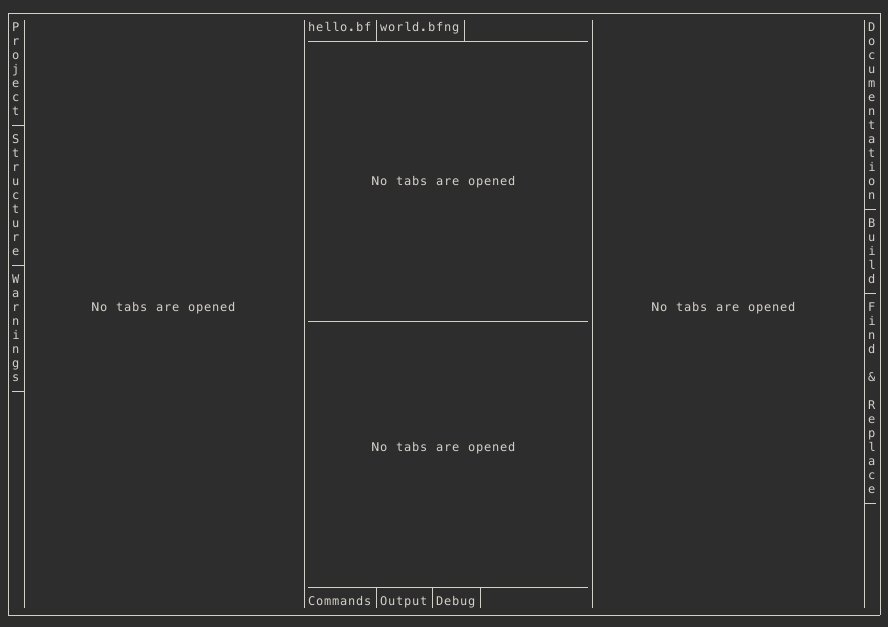 Project
Structure
Warnings
No tabs are opened
hello.bf
world.bfng
No tabs are opened
No tabs are opened
Commands
Output
Debug
No tabs are opened
Documentation
Build
Find & Replace